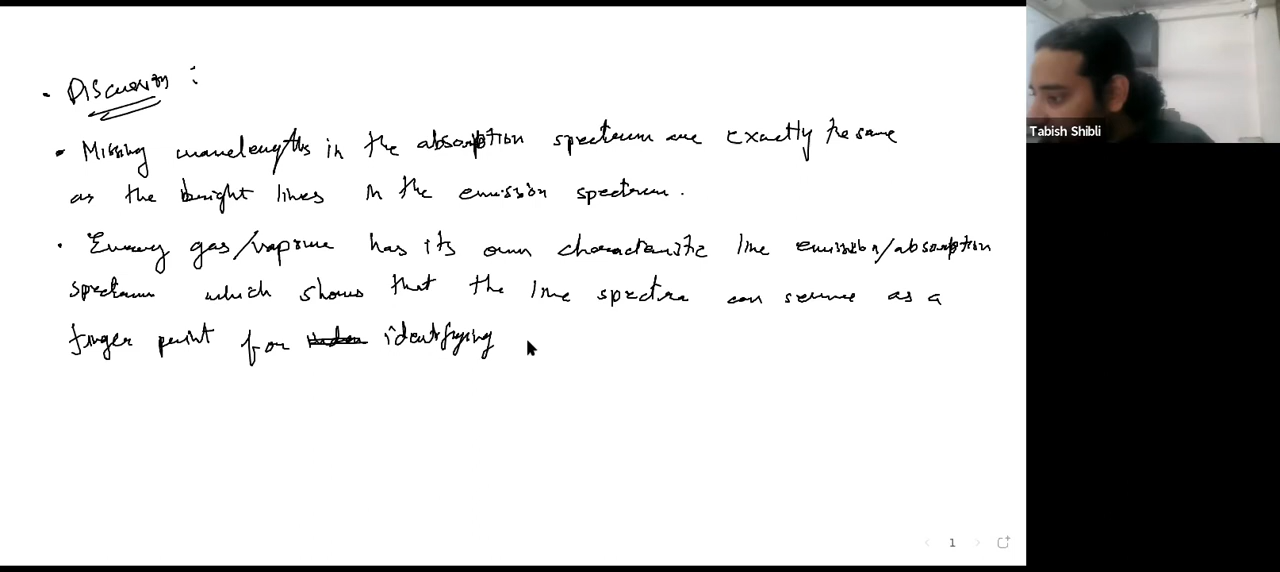 • Discussion :
• Missing wavelengths in the absorption spectrum are exactly the same
as the bright lines in the emission spectrum.
• Every gas/vapour has its own characteristic line emission/absorption
spectrum which shows that the line spectra can serve as a
finger print for identifying
Tabish Shibli
1